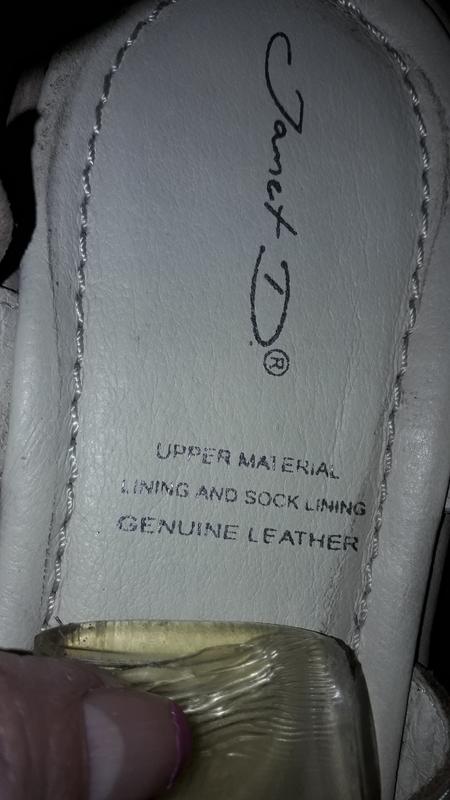 Janet D.®
UPPER MATERIAL
LINING AND SOCK LINING
GENUINE LEATHER